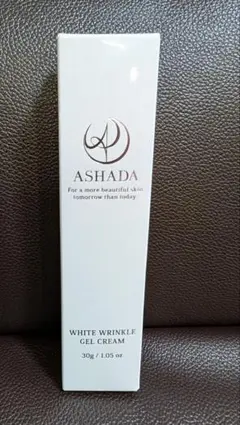 ASHADA
For a more beautiful skin
tomorrow than today.
WHITE WRINKLE
GEL CREAM
30g / 1.05 oz